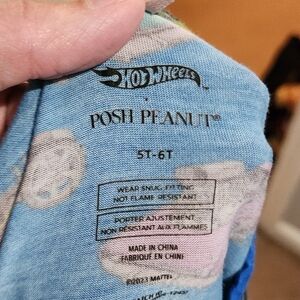 HOT WHEELS
POSH PEANUT
5T-6T
WEAR SNUG-FITTING
NOT FLAME RESISTANT
PORTER AJUSTEMENT
NON RÉSISTANT AUX FLAMMES
MADE IN CHINA
FABRIQUÉ EN CHINE
©2023 MATTEL